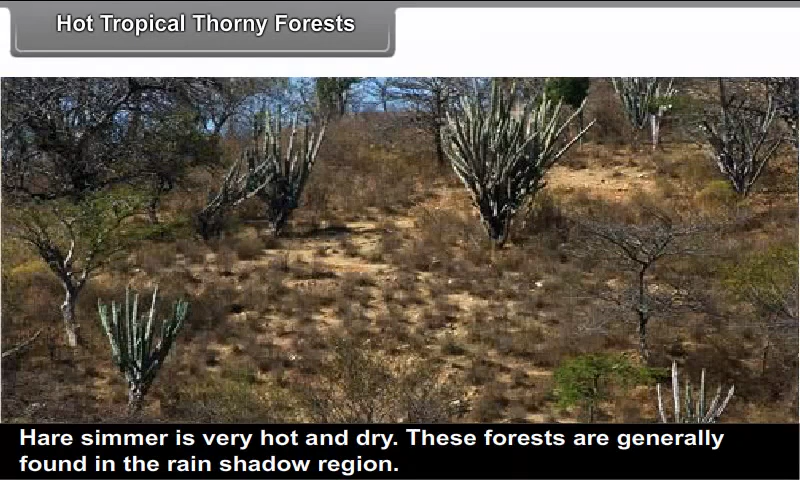 Hot Tropical Thorny Forests
Hare simmer is very hot and dry. These forests are generally
found in the rain shadow region.